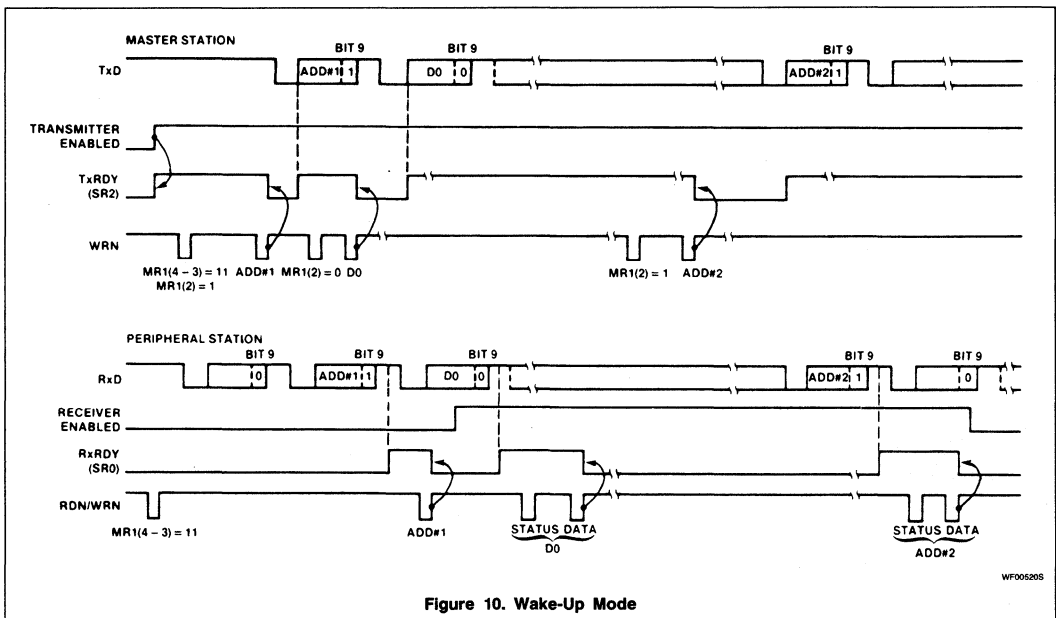 MASTER STATION
BIT 9 BIT 9 BIT 9
TxD ADD#1 1 D0 0 ADD#2 1
TRANSMITTER
ENABLED
TxRDY
(SR2)
WRN
MR1(4 – 3) = 11 ADD#1 MR1(2) = 0 D0 MR1(2) = 1 ADD#2
MR1(2) = 1
PERIPHERAL STATION
BIT 9 BIT 9 BIT 9 BIT 9 BIT 9
RxD 0 ADD#1 1 D0 0 ADD#2 1 0
RECEIVER
ENABLED
RxRDY
(SR0)
RDN/WRN
MR1(4 – 3) = 11 ADD#1 STATUS DATA STATUS DATA
D0 ADD#2
WF00520S
Figure 10. Wake-Up Mode